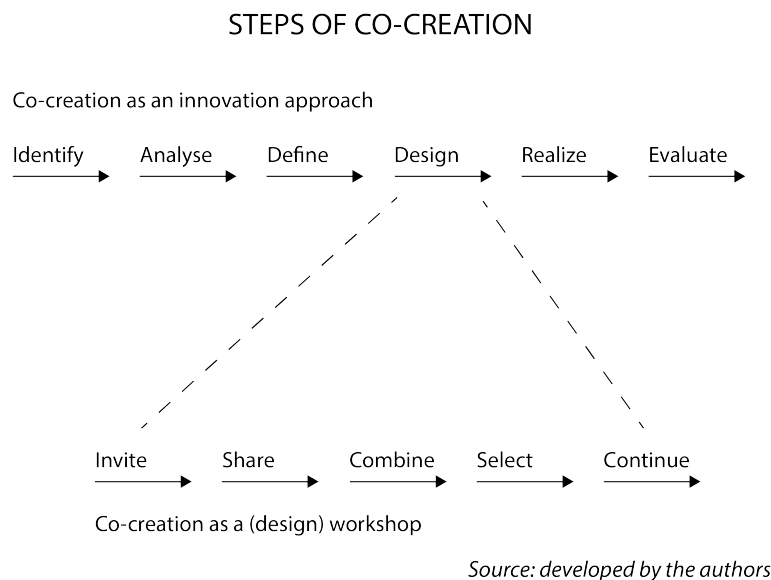 STEPS OF CO-CREATION
Co-creation as an innovation approach
Identify Analyse Define Design Realize Evaluate
Invite Share Combine Select Continue
Co-creation as a (design) workshop
Source: developed by the authors